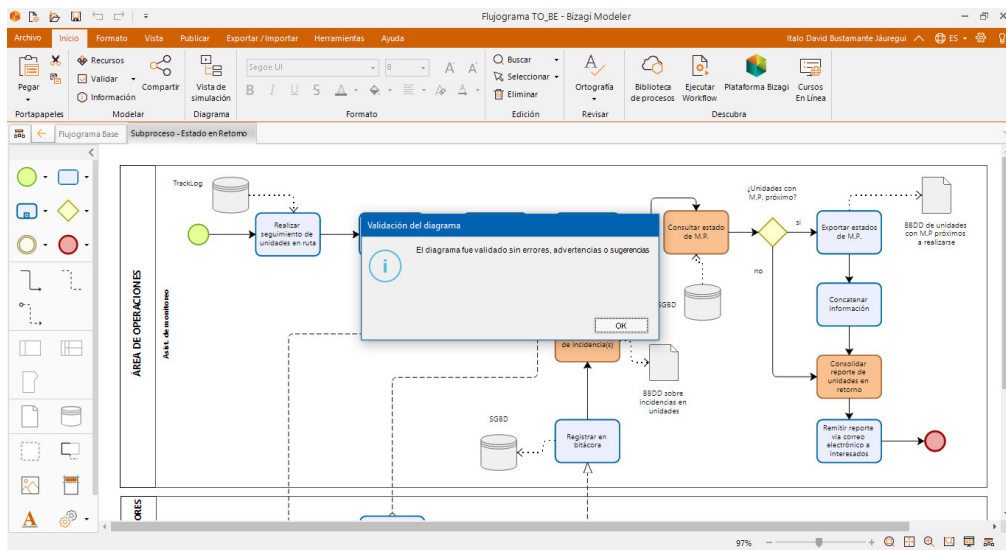 Flujograma TO_BE - Bizagi Modeler
Archivo Inicio Formato Vista Publicar Exportar / Importar Herramientas Ayuda
Italo David Bustamante Jáuregui ES
Pegar
Recursos
Validar
Información
Compartir
Vista de
simulación
Segoe UI 8
B I U S A
Buscar
Seleccionar
Eliminar
Ortografía
Biblioteca
de procesos
Ejecutar
Workflow
Plataforma Bizagi
Cursos
En Línea
Portapapeles Modelar Diagrama Formato Edición Revisar Descubra
Flujograma Base Subproceso - Estado en Retorno
ÁREA DE OPERACIONES
Asist. de monitoreo
TrackLog
Realizar
seguimiento de
unidades en ruta
Validación del diagrama
El diagrama fue validado sin errores, advertencias o sugerencias
OK
de incidencia(s)
Consultar estado
de M.P.
SGBD
¿Unidades con
M.P. próximo?
si
no
Exportar estados
de M.P.
BBDD de unidades
con M.P próximos
a realizarse
Concatenar
información
Consolidar
reporte de
unidades en
retorno
BBDD sobre
incidencias en
unidades
SGBD
Registrar en
bitácora
Remitir reporte
vía correo
electrónico a
interesados
ORES
97%